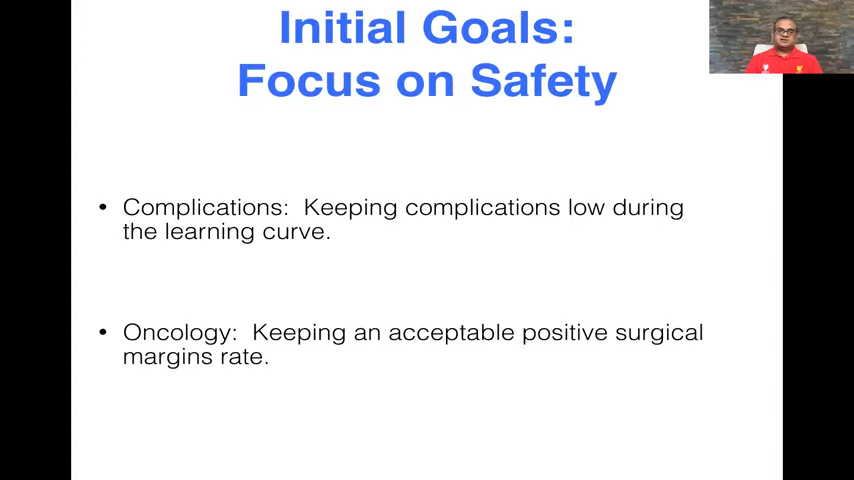 Initial Goals:
Focus on Safety
• Complications:  Keeping complications low during
the learning curve.
• Oncology:  Keeping an acceptable positive surgical
margins rate.